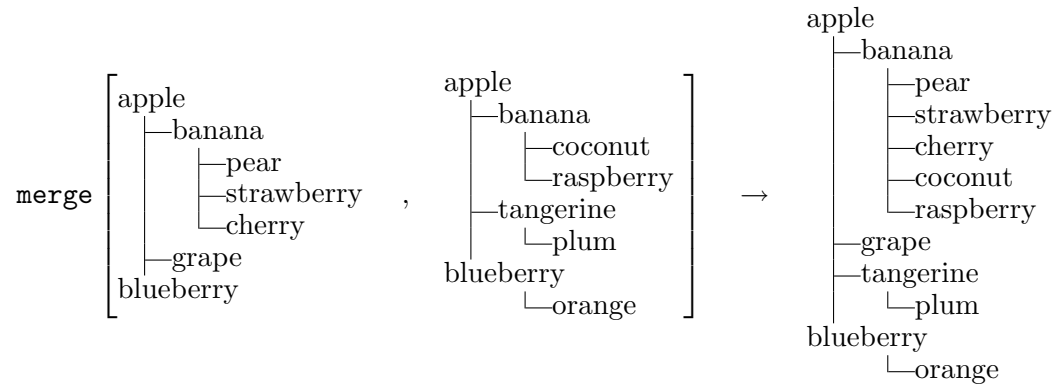 merge [
apple
banana
pear
strawberry
cherry
grape
blueberry
,
apple
banana
coconut
raspberry
tangerine
plum
blueberry
orange
] →
apple
banana
pear
strawberry
cherry
coconut
raspberry
grape
tangerine
plum
blueberry
orange